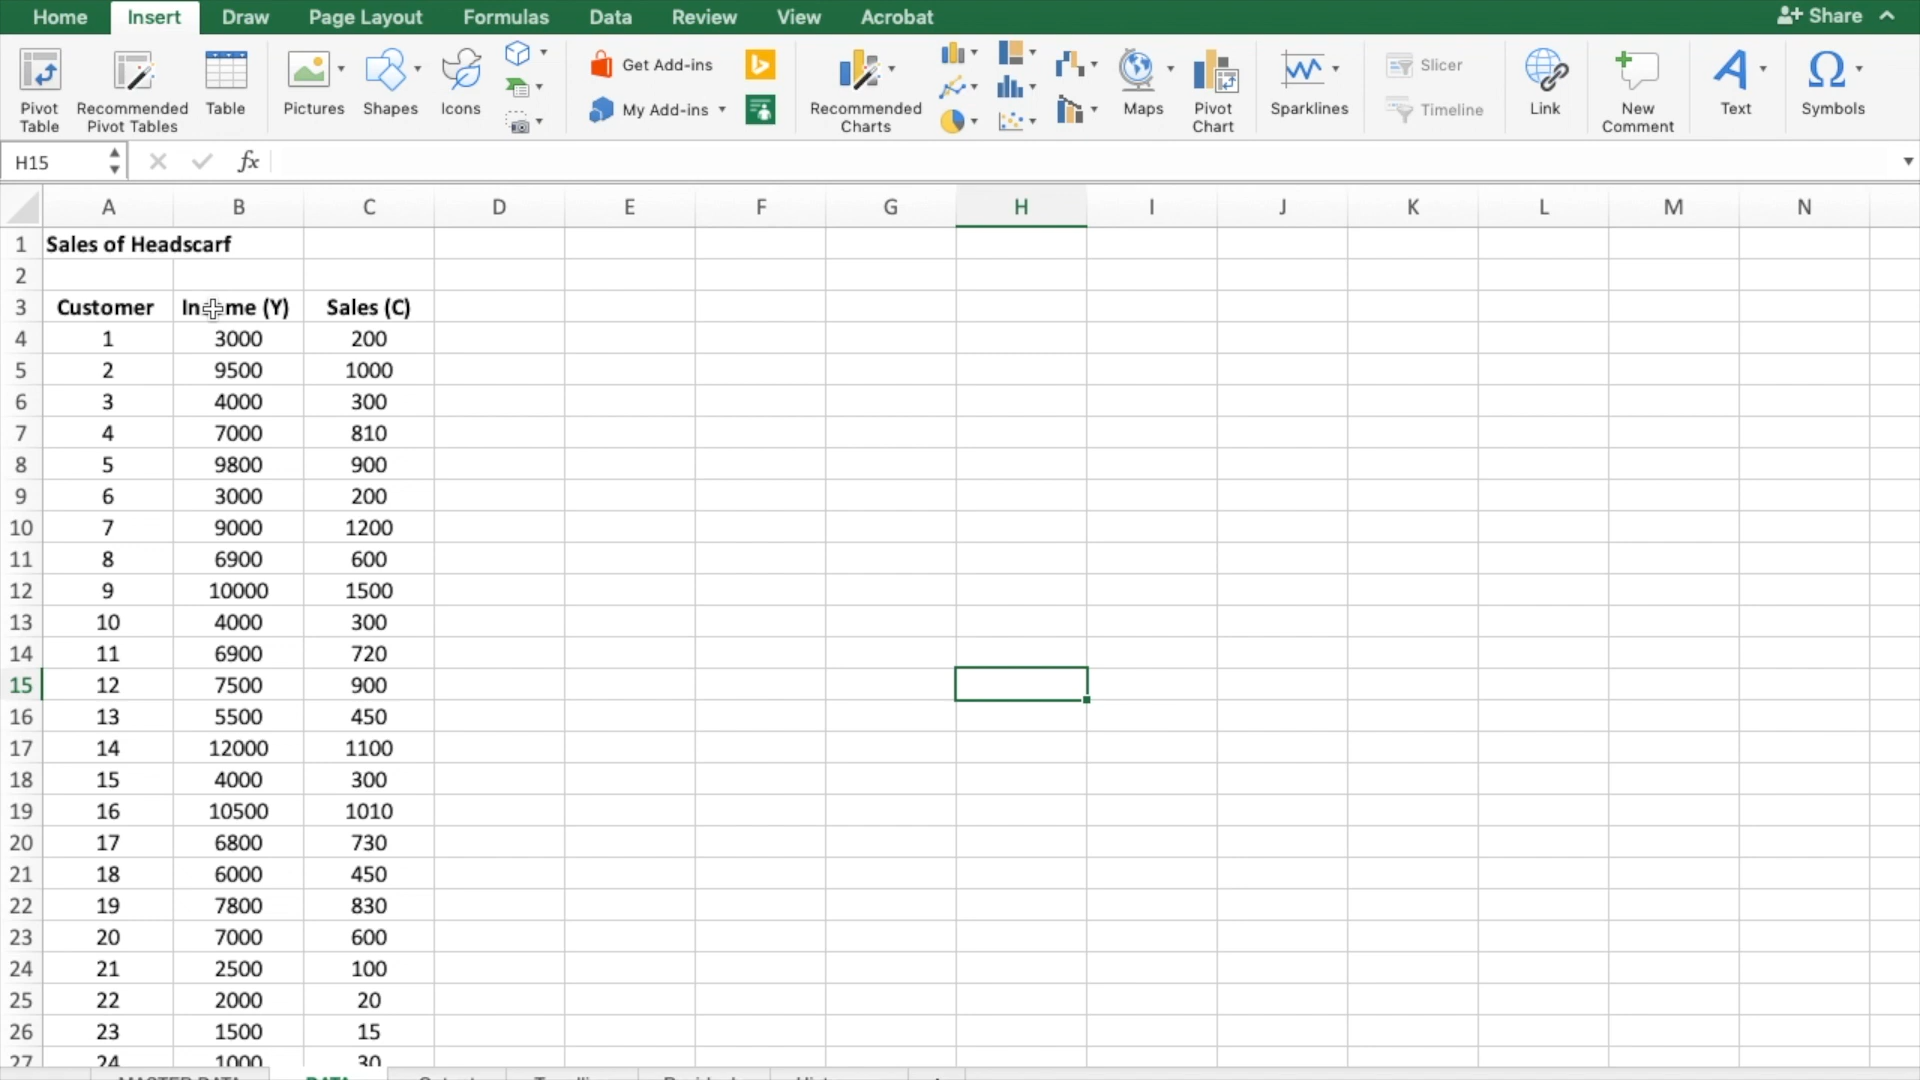 Home Insert Draw Page Layout Formulas Data Review View Acrobat Share
Pivot Table
Recommended Pivot Tables
Table
Pictures
Shapes
Icons
Get Add-ins
My Add-ins
Recommended Charts
Maps
Pivot Chart
Sparklines
Slicer
Timeline
Link
New Comment
Text
Symbols
H15 fx
A B C D E F G H I J K L M N
1 Sales of Headscarf
2
3 Customer Income (Y) Sales (C)
4 1 3000 200
5 2 9500 1000
6 3 4000 300
7 4 7000 810
8 5 9800 900
9 6 3000 200
10 7 9000 1200
11 8 6900 600
12 9 10000 1500
13 10 4000 300
14 11 6900 720
15 12 7500 900
16 13 5500 450
17 14 12000 1100
18 15 4000 300
19 16 10500 1010
20 17 6800 730
21 18 6000 450
22 19 7800 830
23 20 7000 600
24 21 2500 100
25 22 2000 20
26 23 1500 15
27 24 1000 30
MASTER DATA DATA